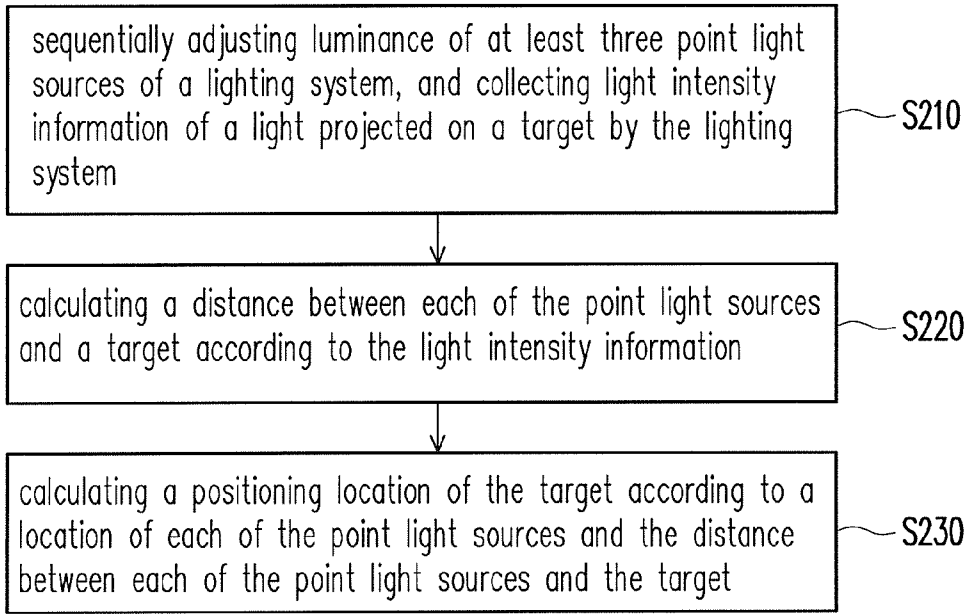 sequentially adjusting luminance of at least three point light
sources of a lighting system, and collecting light intensity
information of a light projected on a target by the lighting
system
S210
calculating a distance between each of the point light sources
and a target according to the light intensity information
S220
calculating a positioning location of the target according to a
location of each of the point light sources and the distance
between each of the point light sources and the target
S230